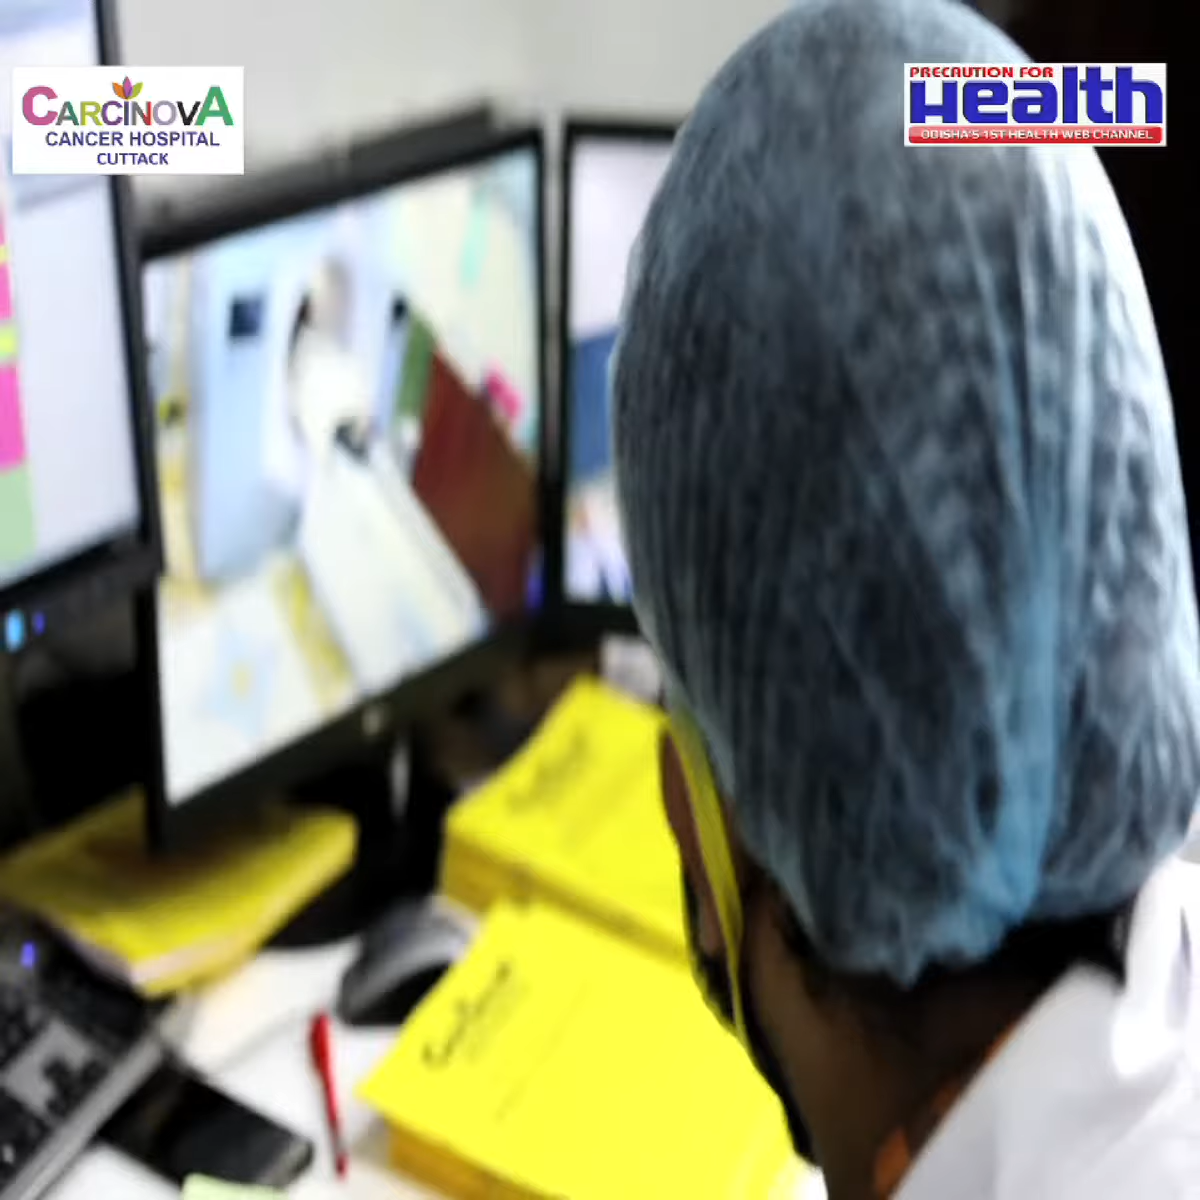 CARCINOVA
CANCER HOSPITAL
CUTTACK
PRECAUTION FOR
Health
ODISHA'S 1ST HEALTH WEB CHANNEL